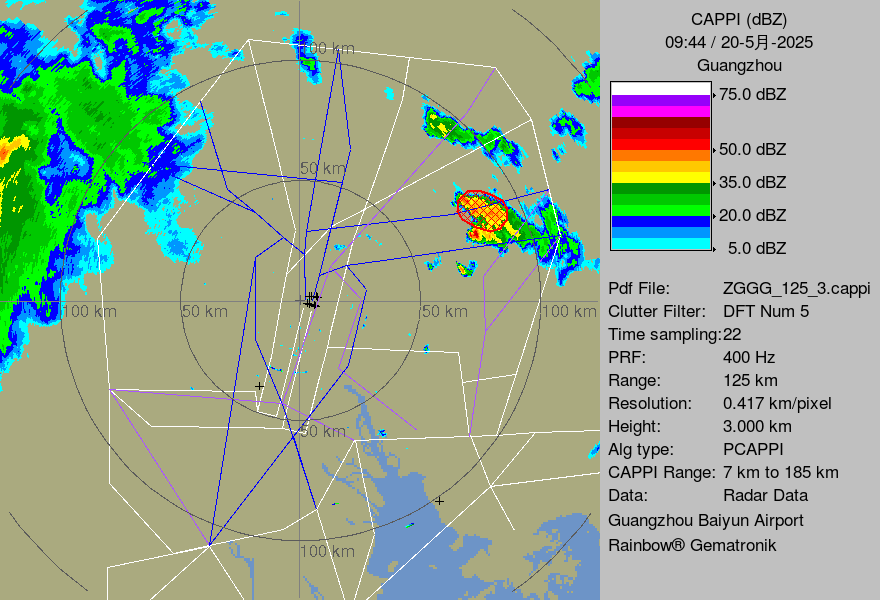 100 km
50 km
100 km
50 km
50 km
100 km
50 km
100 km
CAPPI (dBZ)
09:44 / 20-5月-2025
Guangzhou
75.0 dBZ
50.0 dBZ
35.0 dBZ
20.0 dBZ
5.0 dBZ
Pdf File: ZGGG_125_3.cappi
Clutter Filter: DFT Num 5
Time sampling:22
PRF: 400 Hz
Range: 125 km
Resolution: 0.417 km/pixel
Height: 3.000 km
Alg type: PCAPPI
CAPPI Range: 7 km to 185 km
Data: Radar Data
Guangzhou Baiyun Airport
Rainbow® Gematronik